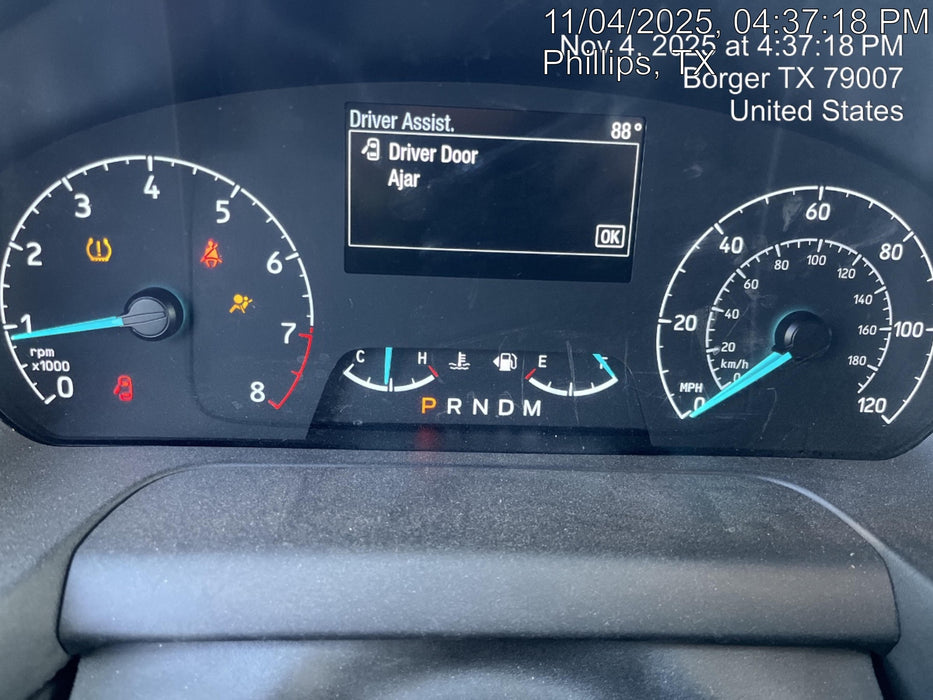 11/04/2025, 04:37:18 PM
Nov 4, 2025 at 4:37:18 PM
Phillips, TX
Borger TX 79007
United States
Driver Assist.
88°
Driver Door
Ajar
OK
0
1
2
3
4
5
6
7
8
rpm
x1000
C
H
E
P R N D M
0
20
40
60
80
100
120
MPH
0
20
40
60
80
100
120
140
160
180
km/h